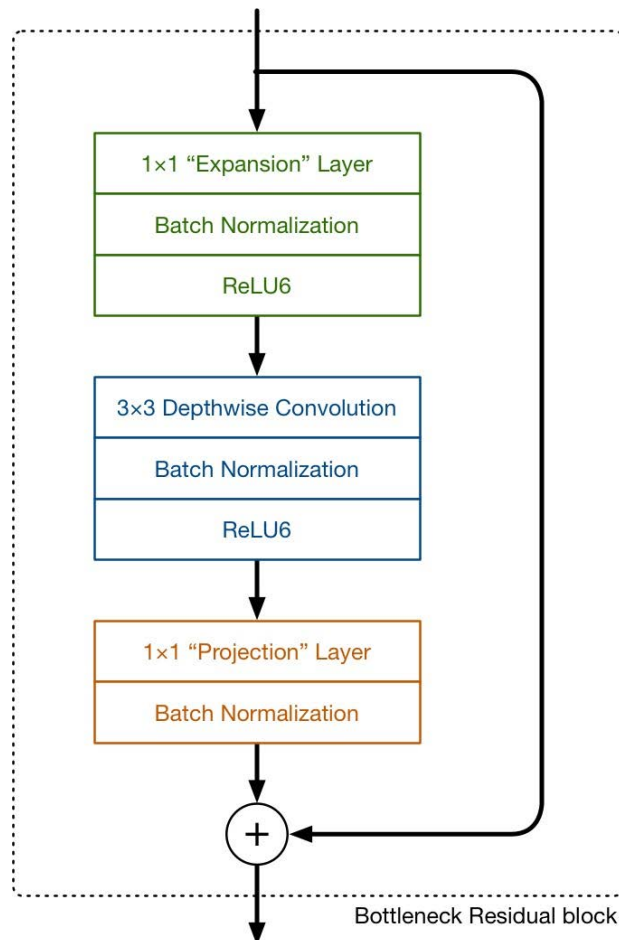 1×1 “Expansion” Layer
Batch Normalization
ReLU6
3×3 Depthwise Convolution
Batch Normalization
ReLU6
1×1 “Projection” Layer
Batch Normalization
+
Bottleneck Residual block